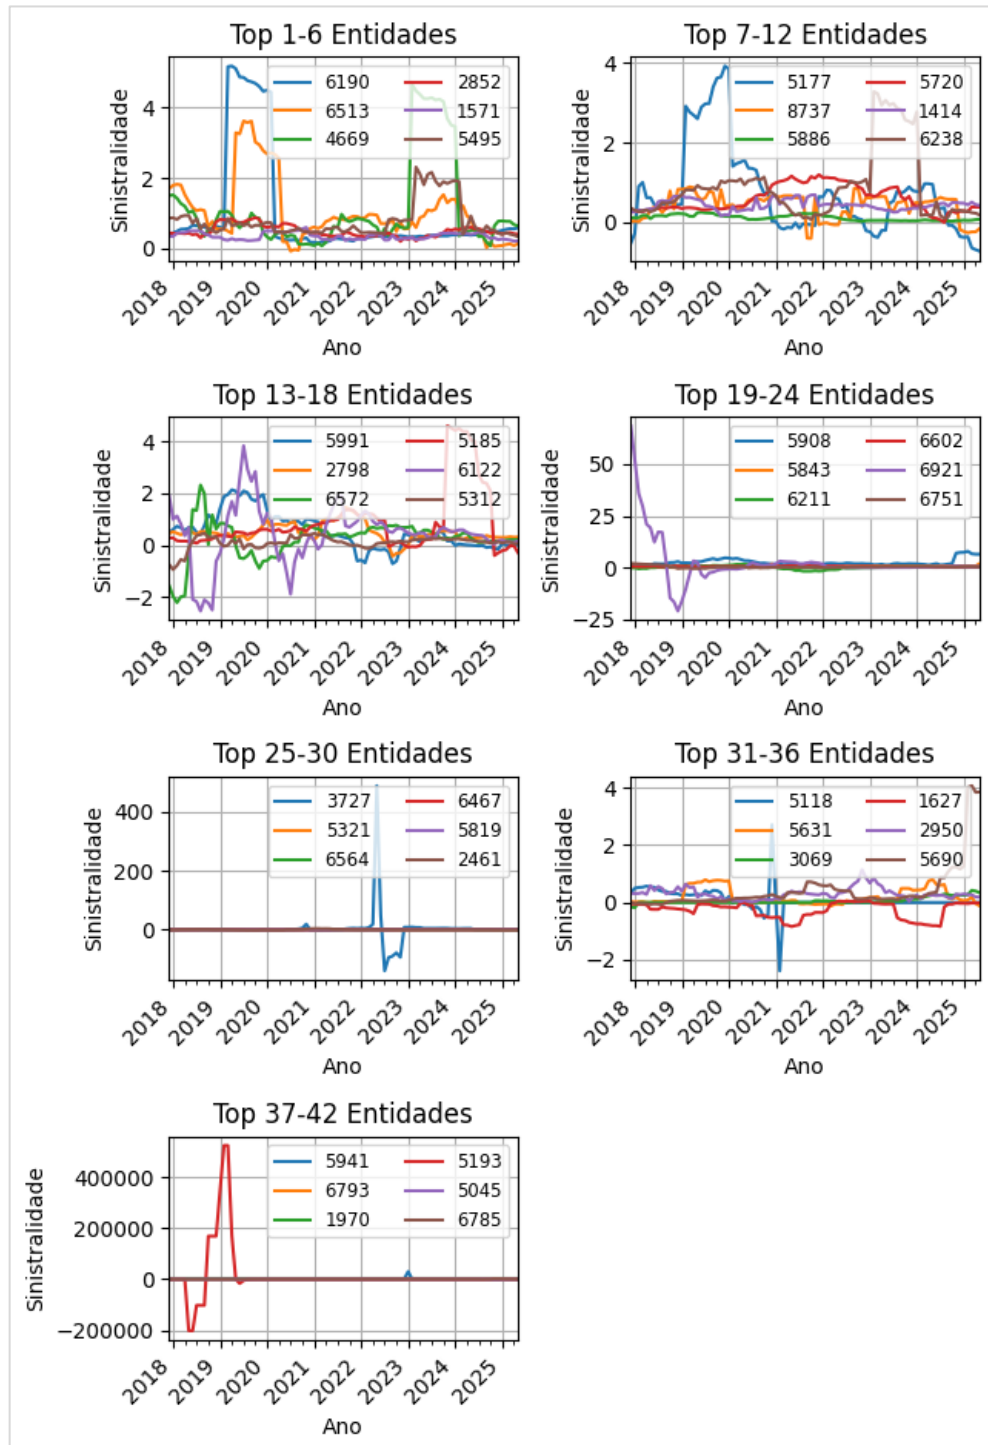 Top 1-6 Entidades
Sinistralidade
4
2
0
6190 2852
6513 1571
4669 5495
2018 2019 2020 2021 2022 2023 2024 2025
Ano
Top 7-12 Entidades
Sinistralidade
4
2
0
5177 5720
8737 1414
5886 6238
2018 2019 2020 2021 2022 2023 2024 2025
Ano
Top 13-18 Entidades
Sinistralidade
4
2
0
−2
5991 5185
2798 6122
6572 5312
2018 2019 2020 2021 2022 2023 2024 2025
Ano
Top 19-24 Entidades
Sinistralidade
50
25
0
−25
5908 6602
5843 6921
6211 6751
2018 2019 2020 2021 2022 2023 2024 2025
Ano
Top 25-30 Entidades
Sinistralidade
400
200
0
3727 6467
5321 5819
6564 2461
2018 2019 2020 2021 2022 2023 2024 2025
Ano
Top 31-36 Entidades
Sinistralidade
4
2
0
−2
5118 1627
5631 2950
3069 5690
2018 2019 2020 2021 2022 2023 2024 2025
Ano
Top 37-42 Entidades
Sinistralidade
400000
200000
0
−200000
5941 5193
6793 5045
1970 6785
2018 2019 2020 2021 2022 2023 2024 2025
Ano